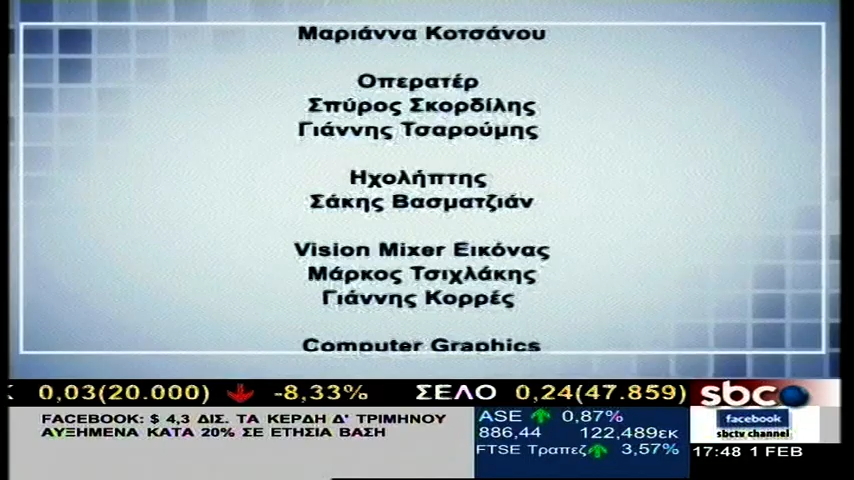 Μαριάννα Κοτσάνου
Οπερατέρ
Σπύρος Σκορδίλης
Γιάννης Τσαρούμης
Ηχολήπτης
Σάκης Βασματζιάν
Vision Mixer Εικόνας
Μάρκος Τσιχλάκης
Γιάννης Κορρές
Computer Graphics
0,03(20.000) -8,33% ΣΕΛΟ 0,24(47.859)
sbc
FACEBOOK: $ 4,3 ΔΙΣ. ΤΑ ΚΕΡΔΗ Δ' ΤΡΙΜΗΝΟΥ
ΑΥΞΗΜΕΝΑ ΚΑΤΑ 20% ΣΕ ΕΤΗΣΙΑ ΒΑΣΗ
ASE 0,87%
886,44 122,489εκ
FTSE Τραπεζ 3,57%
facebook
sbctv channel
17:48 1 FEB